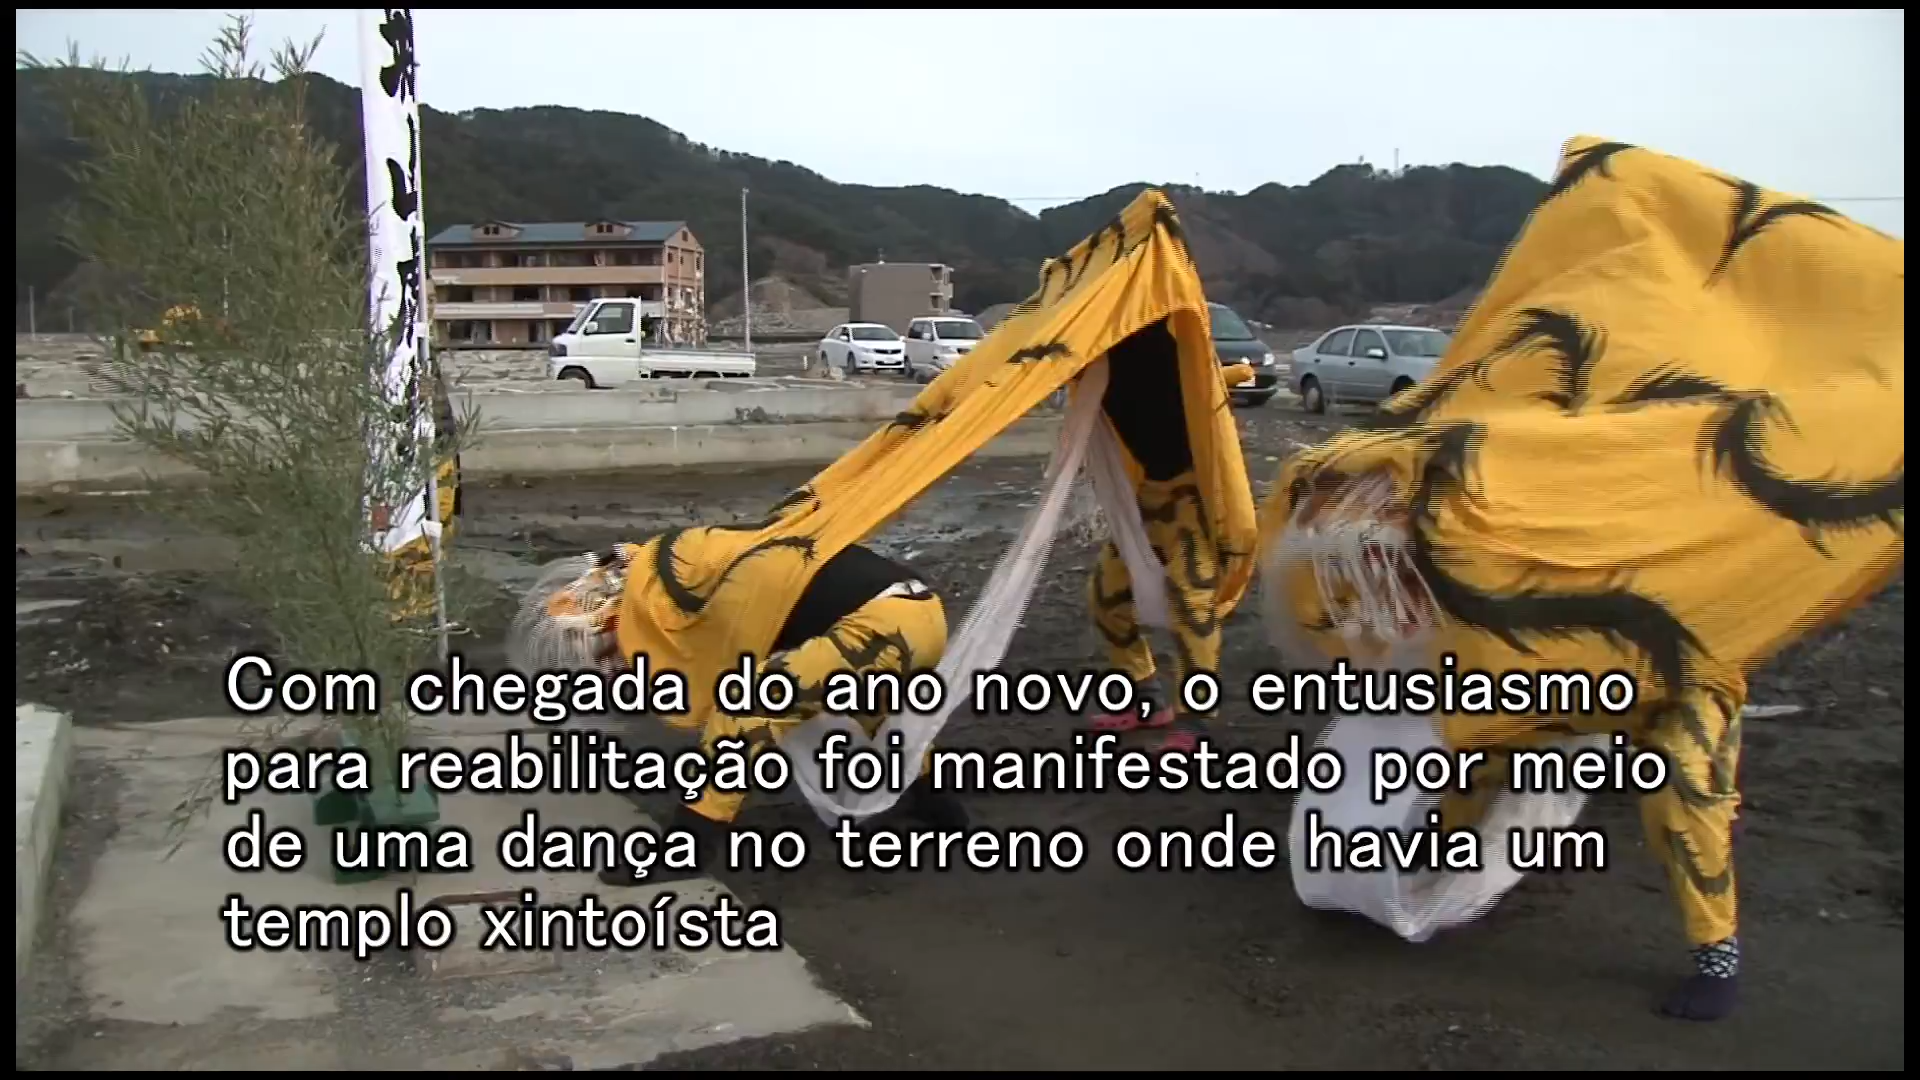 Com chegada do ano novo, o entusiasmo
para reabilitação foi manifestado por meio
de uma dança no terreno onde havia um
templo xintoísta